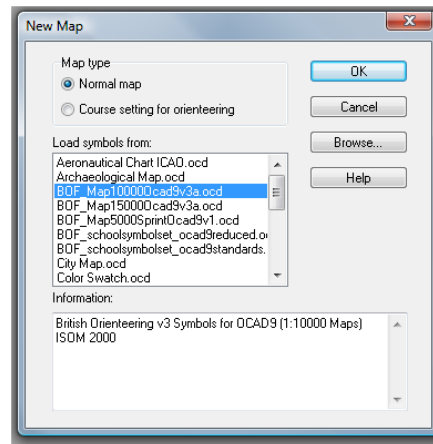 New Map
Map type
Normal map
Course setting for orienteering
OK
Cancel
Browse...
Help
Load symbols from:
Aeronautical Chart ICAO.ocd
Archaeological Map.ocd
BOF_Map10000Ocad9v3a.ocd
BOF_Map15000Ocad9v3a.ocd
BOF_Map5000SprintOcad9v1.ocd
BOF_schoolsymbolset_ocad9reduced.o
BOF_schoolsymbolset_ocad9standards.
City Map.ocd
Color Swatch.ocd
Information:
British Orienteering v3 Symbols for OCAD9 (1:10000 Maps)
ISOM 2000